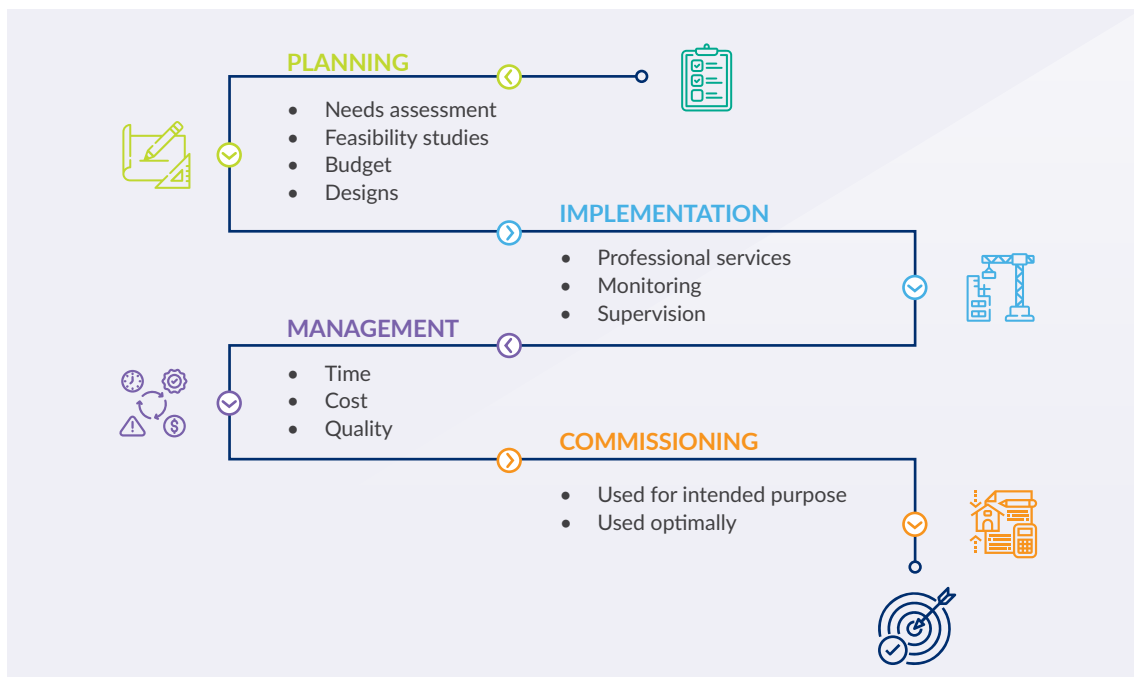 PLANNING
• Needs assessment
• Feasibility studies
• Budget
• Designs
IMPLEMENTATION
• Professional services
• Monitoring
• Supervision
MANAGEMENT
• Time
• Cost
• Quality
COMMISSIONING
• Used for intended purpose
• Used optimally